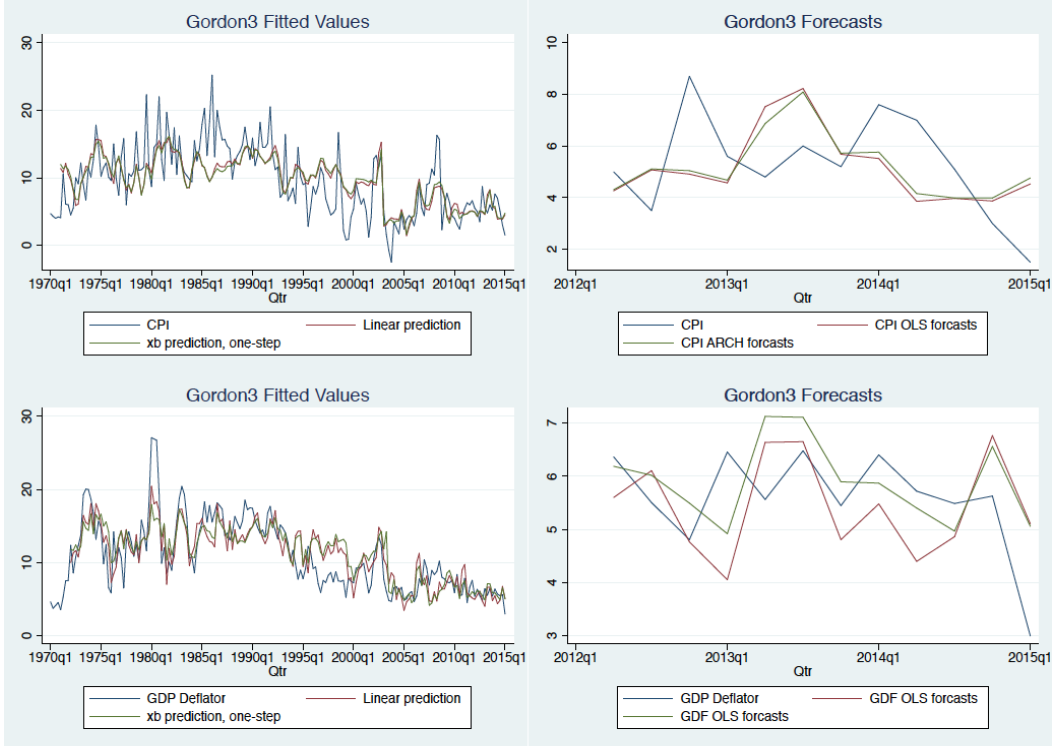 Gordon3 Fitted Values
30
20
10
0
1970q1 1975q1 1980q1 1985q1 1990q1 1995q1 2000q1 2005q1 2010q1 2015q1
Qtr
CPI Linear prediction
xb prediction, one-step
Gordon3 Forecasts
10
8
6
4
2
2012q1 2013q1 2014q1 2015q1
Qtr
CPI CPI OLS forcasts
CPI ARCH forcasts
Gordon3 Fitted Values
30
20
10
0
1970q1 1975q1 1980q1 1985q1 1990q1 1995q1 2000q1 2005q1 2010q1 2015q1
Qtr
GDP Deflator Linear prediction
xb prediction, one-step
Gordon3 Forecasts
7
6
5
4
3
2012q1 2013q1 2014q1 2015q1
Qtr
GDP Deflator GDF OLS forcasts
GDF OLS forcasts